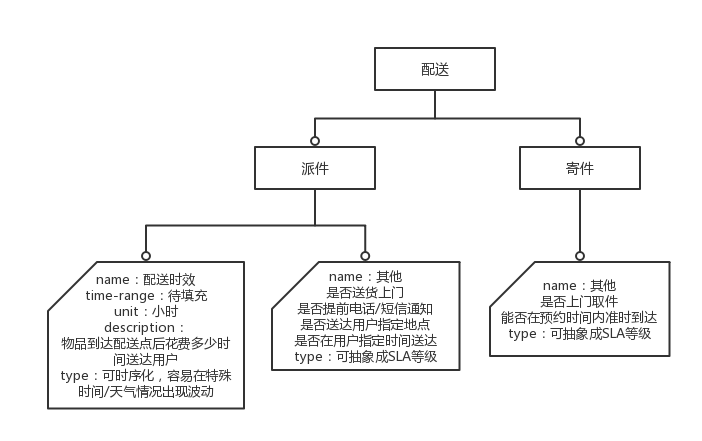 配送
派件
寄件
name：配送时效
time-range：待填充
unit：小时
description：
物品到达配送点后花费多少时
间送达用户
type：可时序化，容易在特殊
时间/天气情况出现波动
name：其他
是否送货上门
是否提前电话/短信通知
是否送达用户指定地点
是否在用户指定时间送达
type：可抽象成SLA等级
name：其他
是否上门取件
能否在预约时间内准时到达
type：可抽象成SLA等级